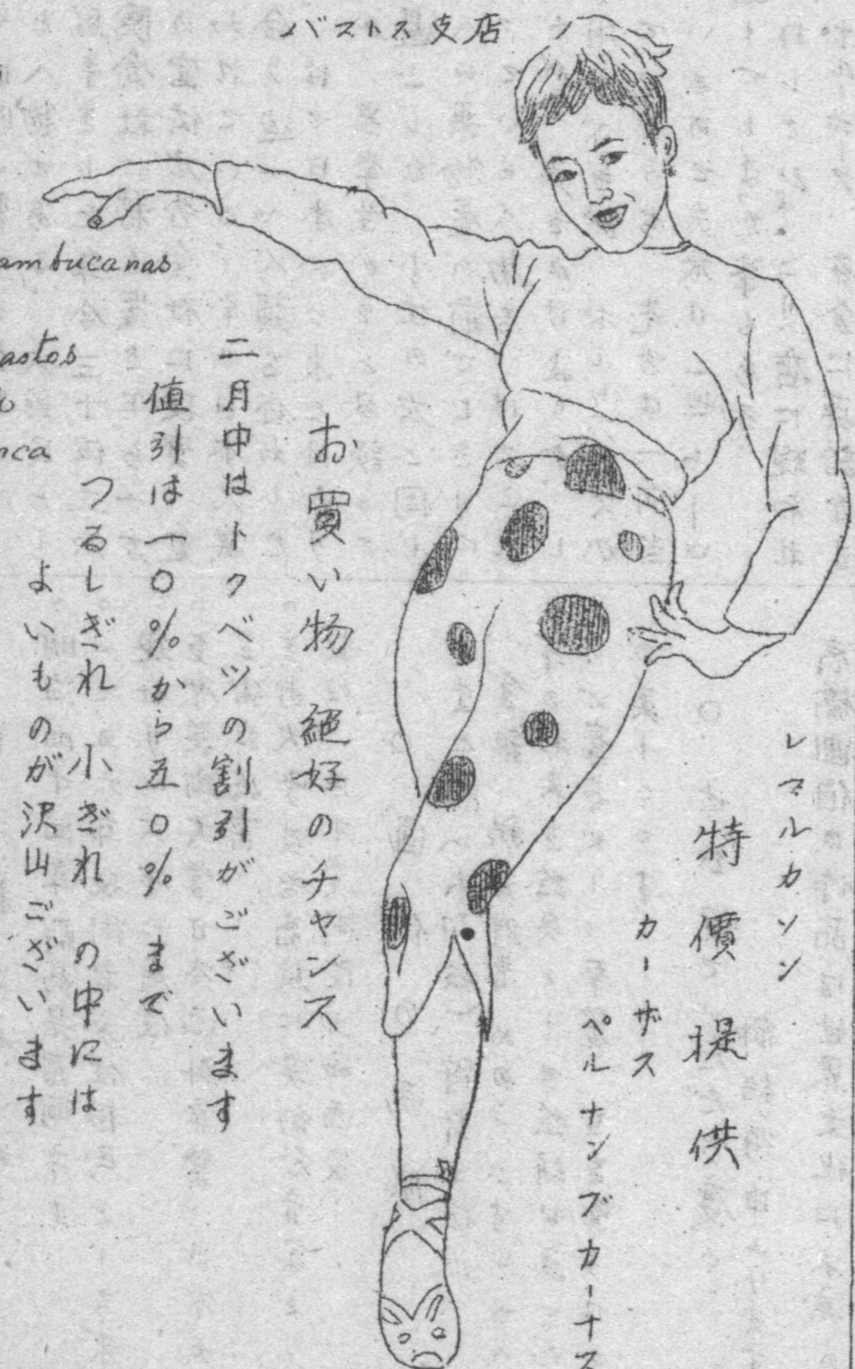 バストス支店
レマルカソン
特價提供
カーザス
ペルナンブカーナス
お買い物 絶好のチャンス
二月中はトクベツの割引がございます
値引は一〇%から五〇%まで
つるしぎれ 小ぎれ の中には
よいものが沢山ございます
ambucanas
astos
nca